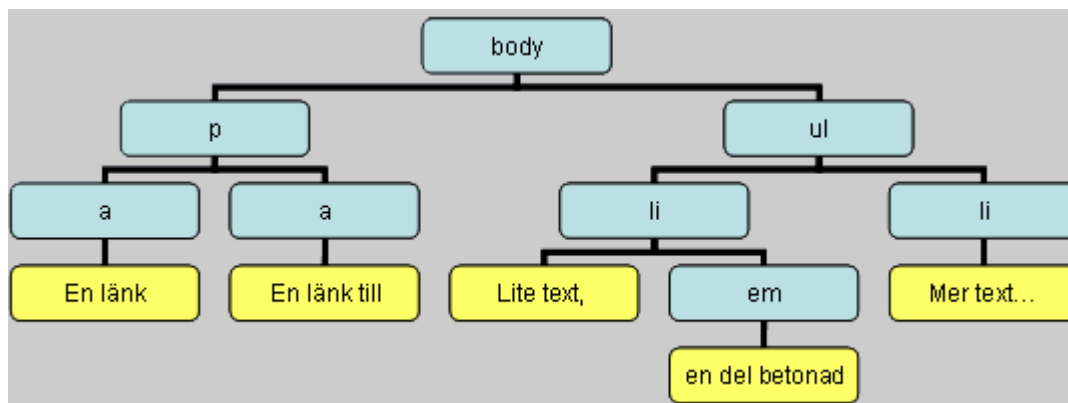 body
p
ul
a
a
li
li
En länk
En länk till
Lite text,
em
Mer text...
en del betonad